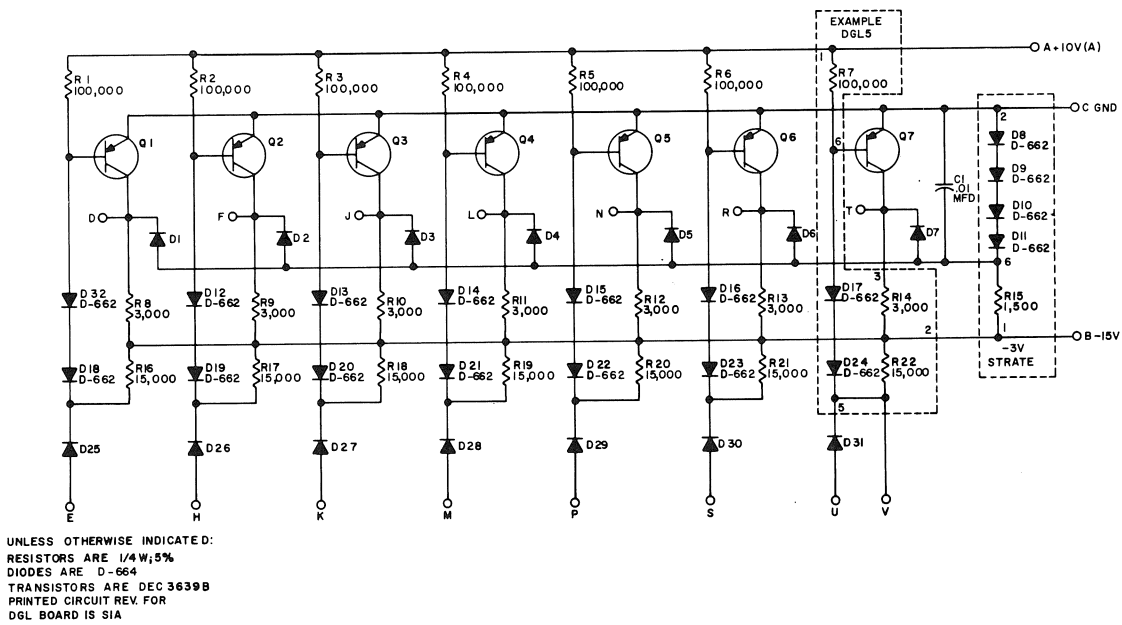 EXAMPLE
DGL5
A+10V(A)
1
R1
100,000
R2
100,000
R3
100,000
R4
100,000
R5
100,000
R6
100,000
R7
100,000
C GND
2
Q1
Q2
Q3
Q4
Q5
Q6
6
Q7
C1
.01
MFD
D8
D-662
D9
D-662
D10
D-662
D11
D-662
D
F
J
L
N
R
T
D1
D2
D3
D4
D5
D6
D7
6
3
D32
D-662
R8
3,000
D12
D-662
R9
3,000
D13
D-662
R10
3,000
D14
D-662
R11
3,000
D15
D-662
R12
3,000
D16
D-662
R13
3,000
D17
D-662
R14
3,000
R15
1,500
2
1
B-15V
-3V
STRATE
D18
D-662
R16
15,000
D19
D-662
R17
15,000
D20
D-662
R18
15,000
D21
D-662
R19
15,000
D22
D-662
R20
15,000
D23
D-662
R21
15,000
D24
D-662
R22
15,000
5
D25
D26
D27
D28
D29
D30
D31
E
H
K
M
P
S
U
V
UNLESS OTHERWISE INDICATED:
RESISTORS ARE 1/4W;5%
DIODES ARE D-664
TRANSISTORS ARE DEC 3639B
PRINTED CIRCUIT REV. FOR
DGL BOARD IS S1A